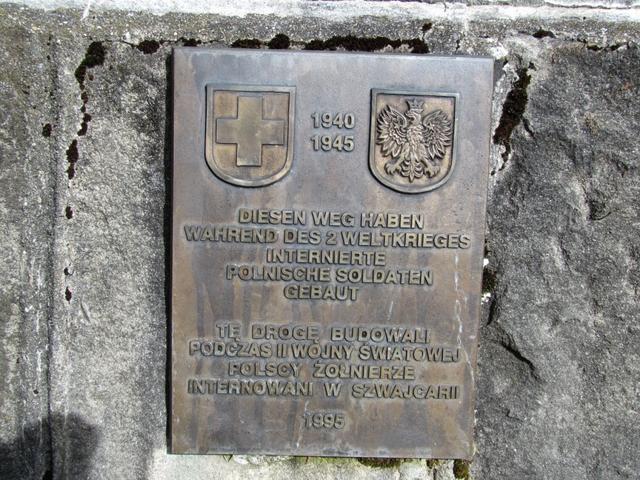 1940
1945
DIESEN WEG HABEN
WÄHREND DES 2 WELTKRIEGES
INTERNIERTE
POLNISCHE SOLDATEN
GEBAUT
TĘ DROGĘ BUDOWALI
PODCZAS II WOJNY ŚWIATOWEJ
POLSCY ŻOŁNIERZE
INTERNOWANI W SZWAJCARII
1995